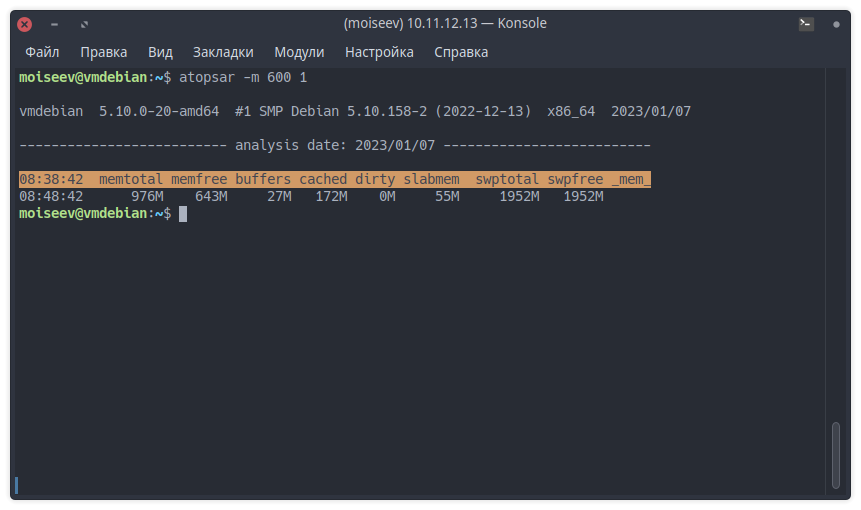 (moiseev) 10.11.12.13 — Konsole
Файл Правка Вид Закладки Модули Настройка Справка
moiseev@vmdebian:~$ atopsar -m 600 1
vmdebian  5.10.0-20-amd64  #1 SMP Debian 5.10.158-2 (2022-12-13)  x86_64  2023/01/07
-------------------------- analysis date: 2023/01/07 --------------------------
08:38:42  memtotal memfree buffers cached dirty slabmem  swptotal swpfree _mem_
08:48:42      976M    643M     27M   172M    0M     55M     1952M   1952M
moiseev@vmdebian:~$